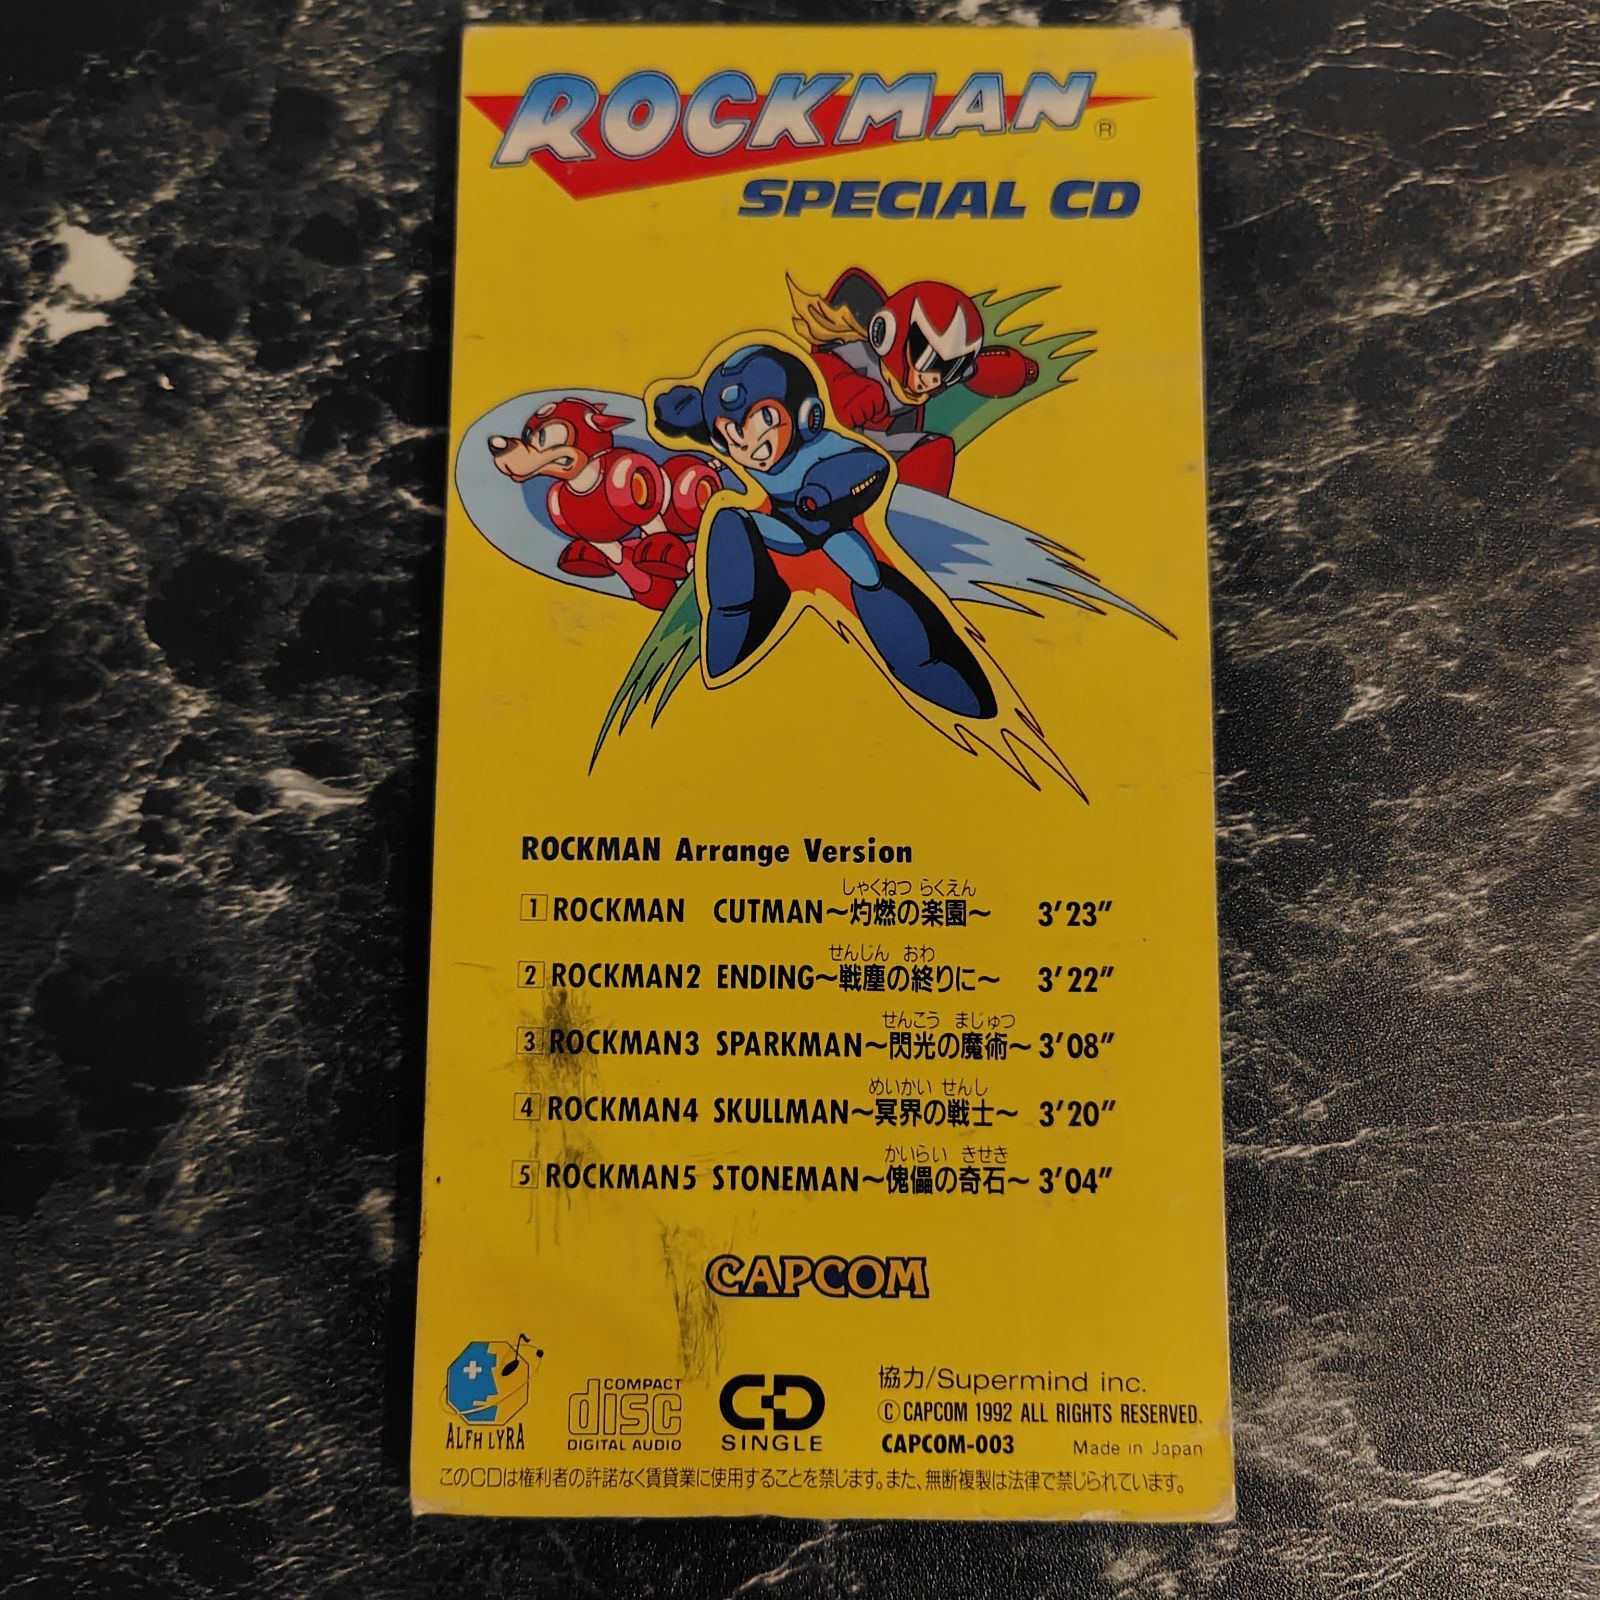 ROCKMAN®
SPECIAL CD
ROCKMAN Arrange Version
しゃくねつ らくえん
1 ROCKMAN CUTMAN～灼燃の楽園～ 3'23"
せんじん おわ
2 ROCKMAN2 ENDING～戦塵の終りに～ 3'22"
せんこう まじゅつ
3 ROCKMAN3 SPARKMAN～閃光の魔術～ 3'08"
めいかい せんし
4 ROCKMAN4 SKULLMAN～冥界の戦士～ 3'20"
かいらい きせき
5 ROCKMAN5 STONEMAN～傀儡の奇石～ 3'04"
CAPCOM
ALFH LYRA
COMPACT
disc
DIGITAL AUDIO
CD
SINGLE
協力/Supermind inc.
Ⓒ CAPCOM 1992 ALL RIGHTS RESERVED.
CAPCOM-003 Made in Japan
このCDは権利者の許諾なく賃貸業に使用することを禁じます。また、無断複製は法律で禁じられています。